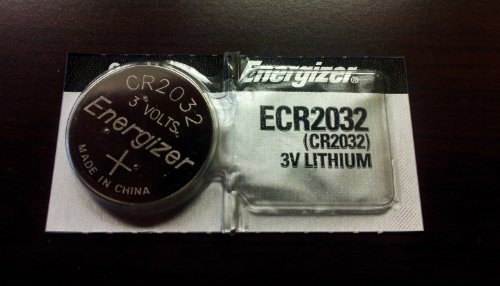 CR2032
3 VOLTS.
Energizer
+
MADE IN CHINA
Energizer®
ECR2032
(CR2032)
3V LITHIUM